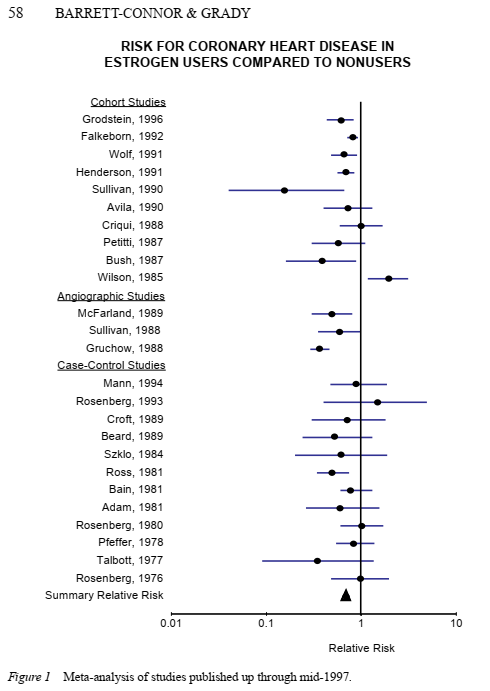 58 BARRETT-CONNOR & GRADY
RISK FOR CORONARY HEART DISEASE IN
ESTROGEN USERS COMPARED TO NONUSERS
Cohort Studies
Grodstein, 1996
Falkeborn, 1992
Wolf, 1991
Henderson, 1991
Sullivan, 1990
Avila, 1990
Criqui, 1988
Petitti, 1987
Bush, 1987
Wilson, 1985
Angiographic Studies
McFarland, 1989
Sullivan, 1988
Gruchow, 1988
Case-Control Studies
Mann, 1994
Rosenberg, 1993
Croft, 1989
Beard, 1989
Szklo, 1984
Ross, 1981
Bain, 1981
Adam, 1981
Rosenberg, 1980
Pfeffer, 1978
Talbott, 1977
Rosenberg, 1976
Summary Relative Risk
0.01 0.1 1 10
Relative Risk
Figure 1 Meta-analysis of studies published up through mid-1997.